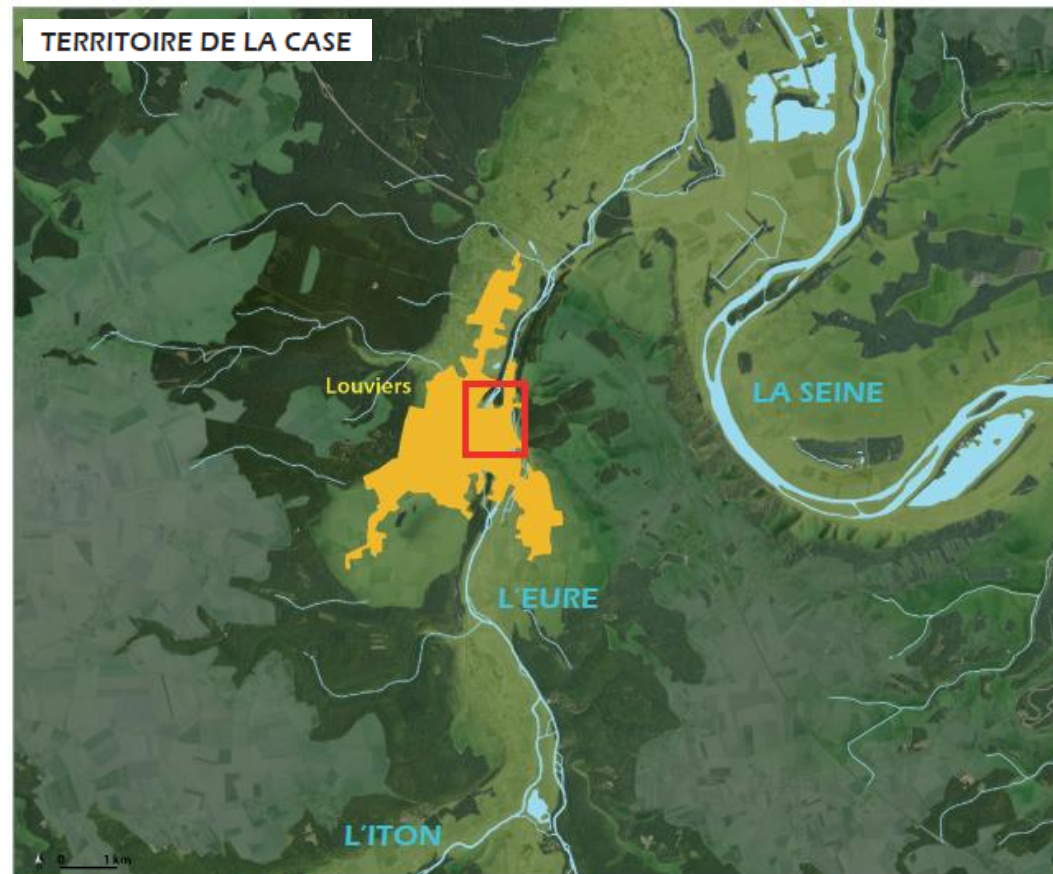 TERRITOIRE DE LA CASE
Louviers
LA SEINE
L'EURE
L'ITON
0 1 km